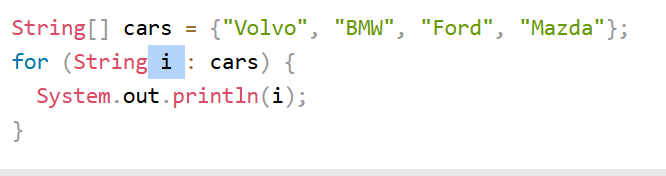 String[] cars = {"Volvo", "BMW", "Ford", "Mazda"};
for (String i : cars) {
  System.out.println(i);
}